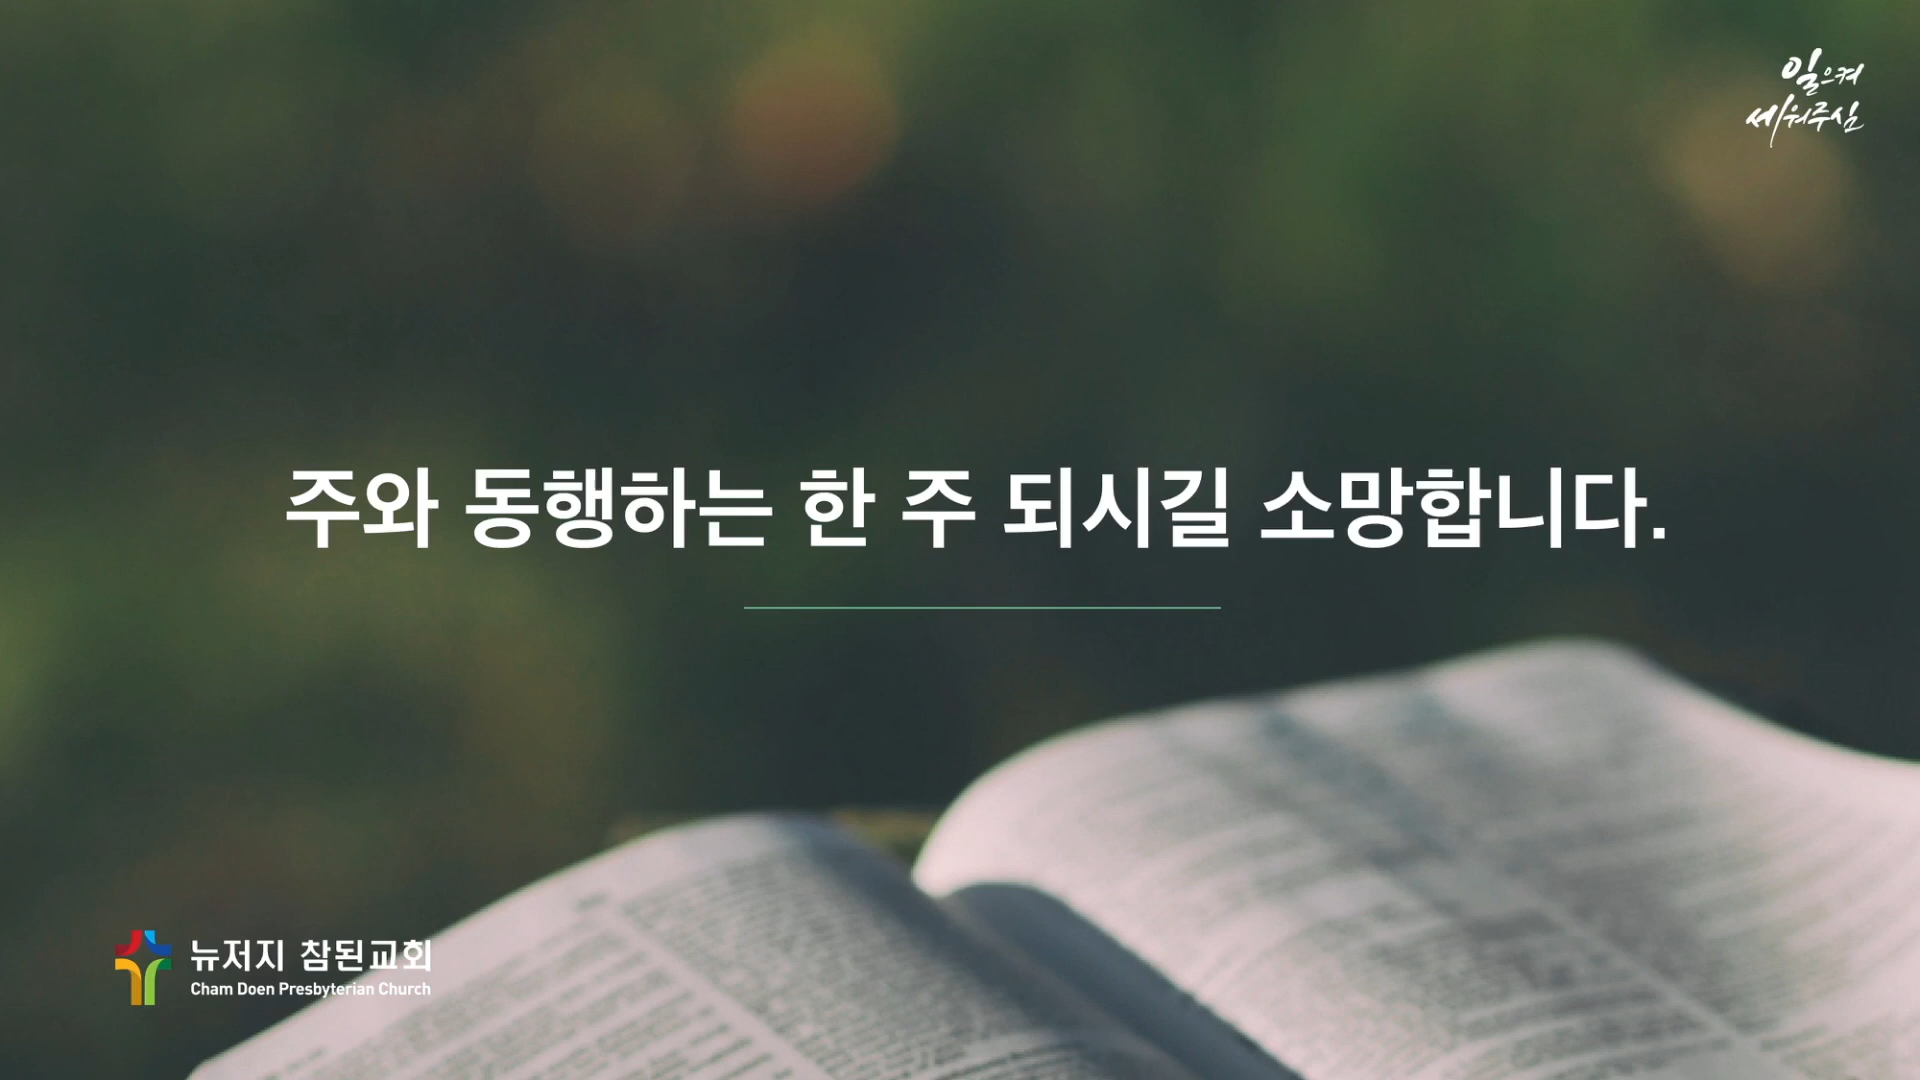 일으켜
세워주심
주와 동행하는 한 주 되시길 소망합니다.
뉴저지 참된교회
Cham Doen Presbyterian Church